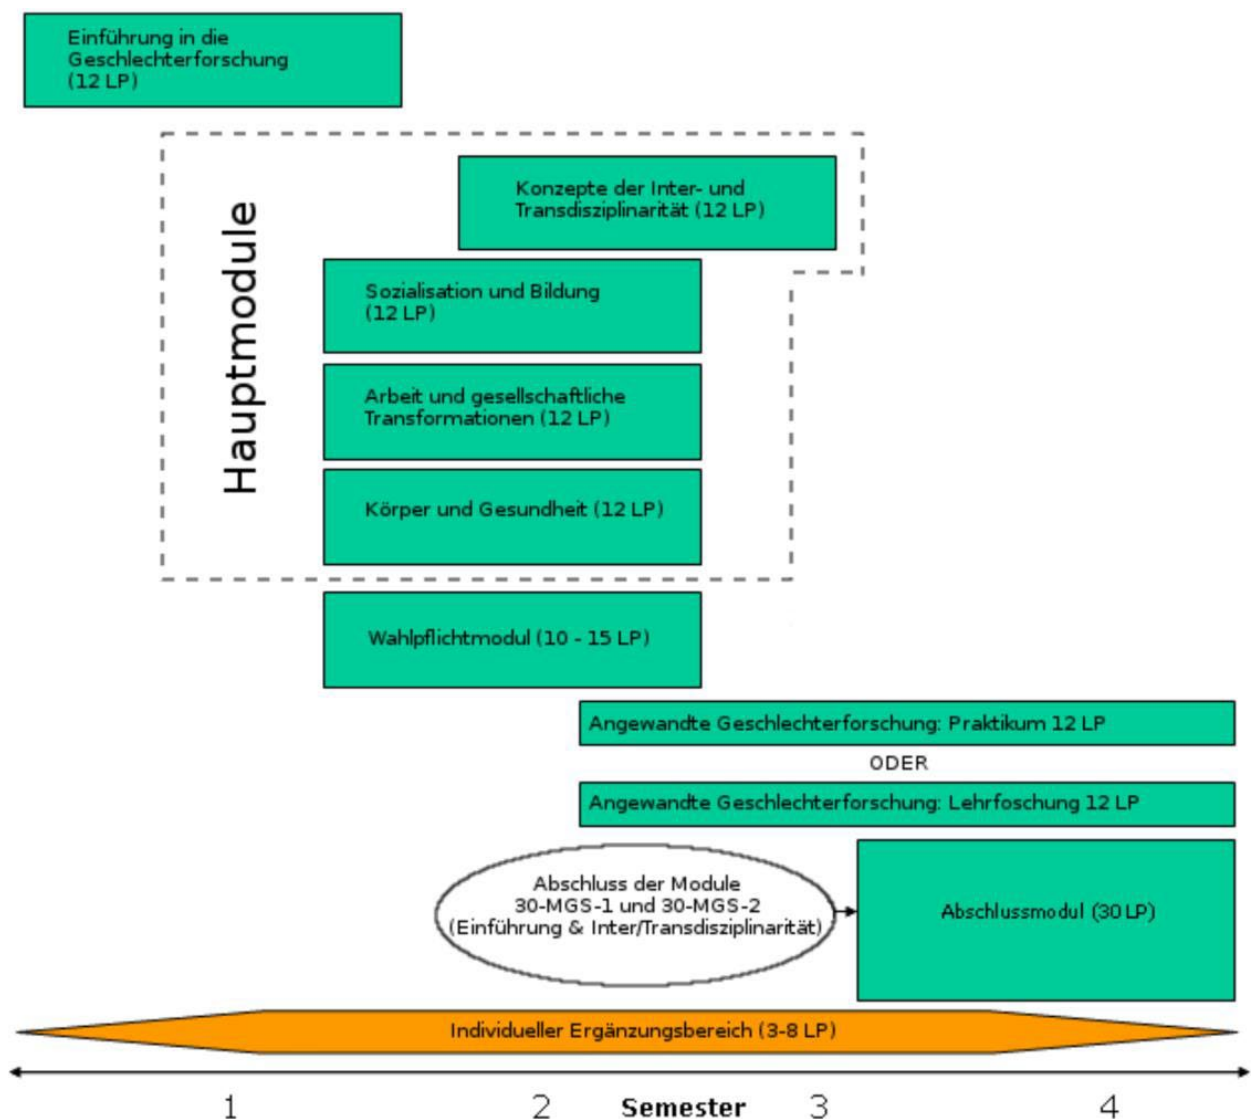 Einführung in die
Geschlechterforschung
(12 LP)
Hauptmodule
Konzepte der Inter- und
Transdisziplinarität (12 LP)
Sozialisation und Bildung
(12 LP)
Arbeit und gesellschaftliche
Transformationen (12 LP)
Körper und Gesundheit (12 LP)
Wahlpflichtmodul (10 - 15 LP)
Angewandte Geschlechterforschung: Praktikum 12 LP
ODER
Angewandte Geschlechterforschung: Lehrfoschung 12 LP
Abschluss der Module
30-MGS-1 und 30-MGS-2
(Einführung & Inter/Transdisziplinarität)
Abschlussmodul (30 LP)
Individueller Ergänzungsbereich (3-8 LP)
1 2 Semester 3 4